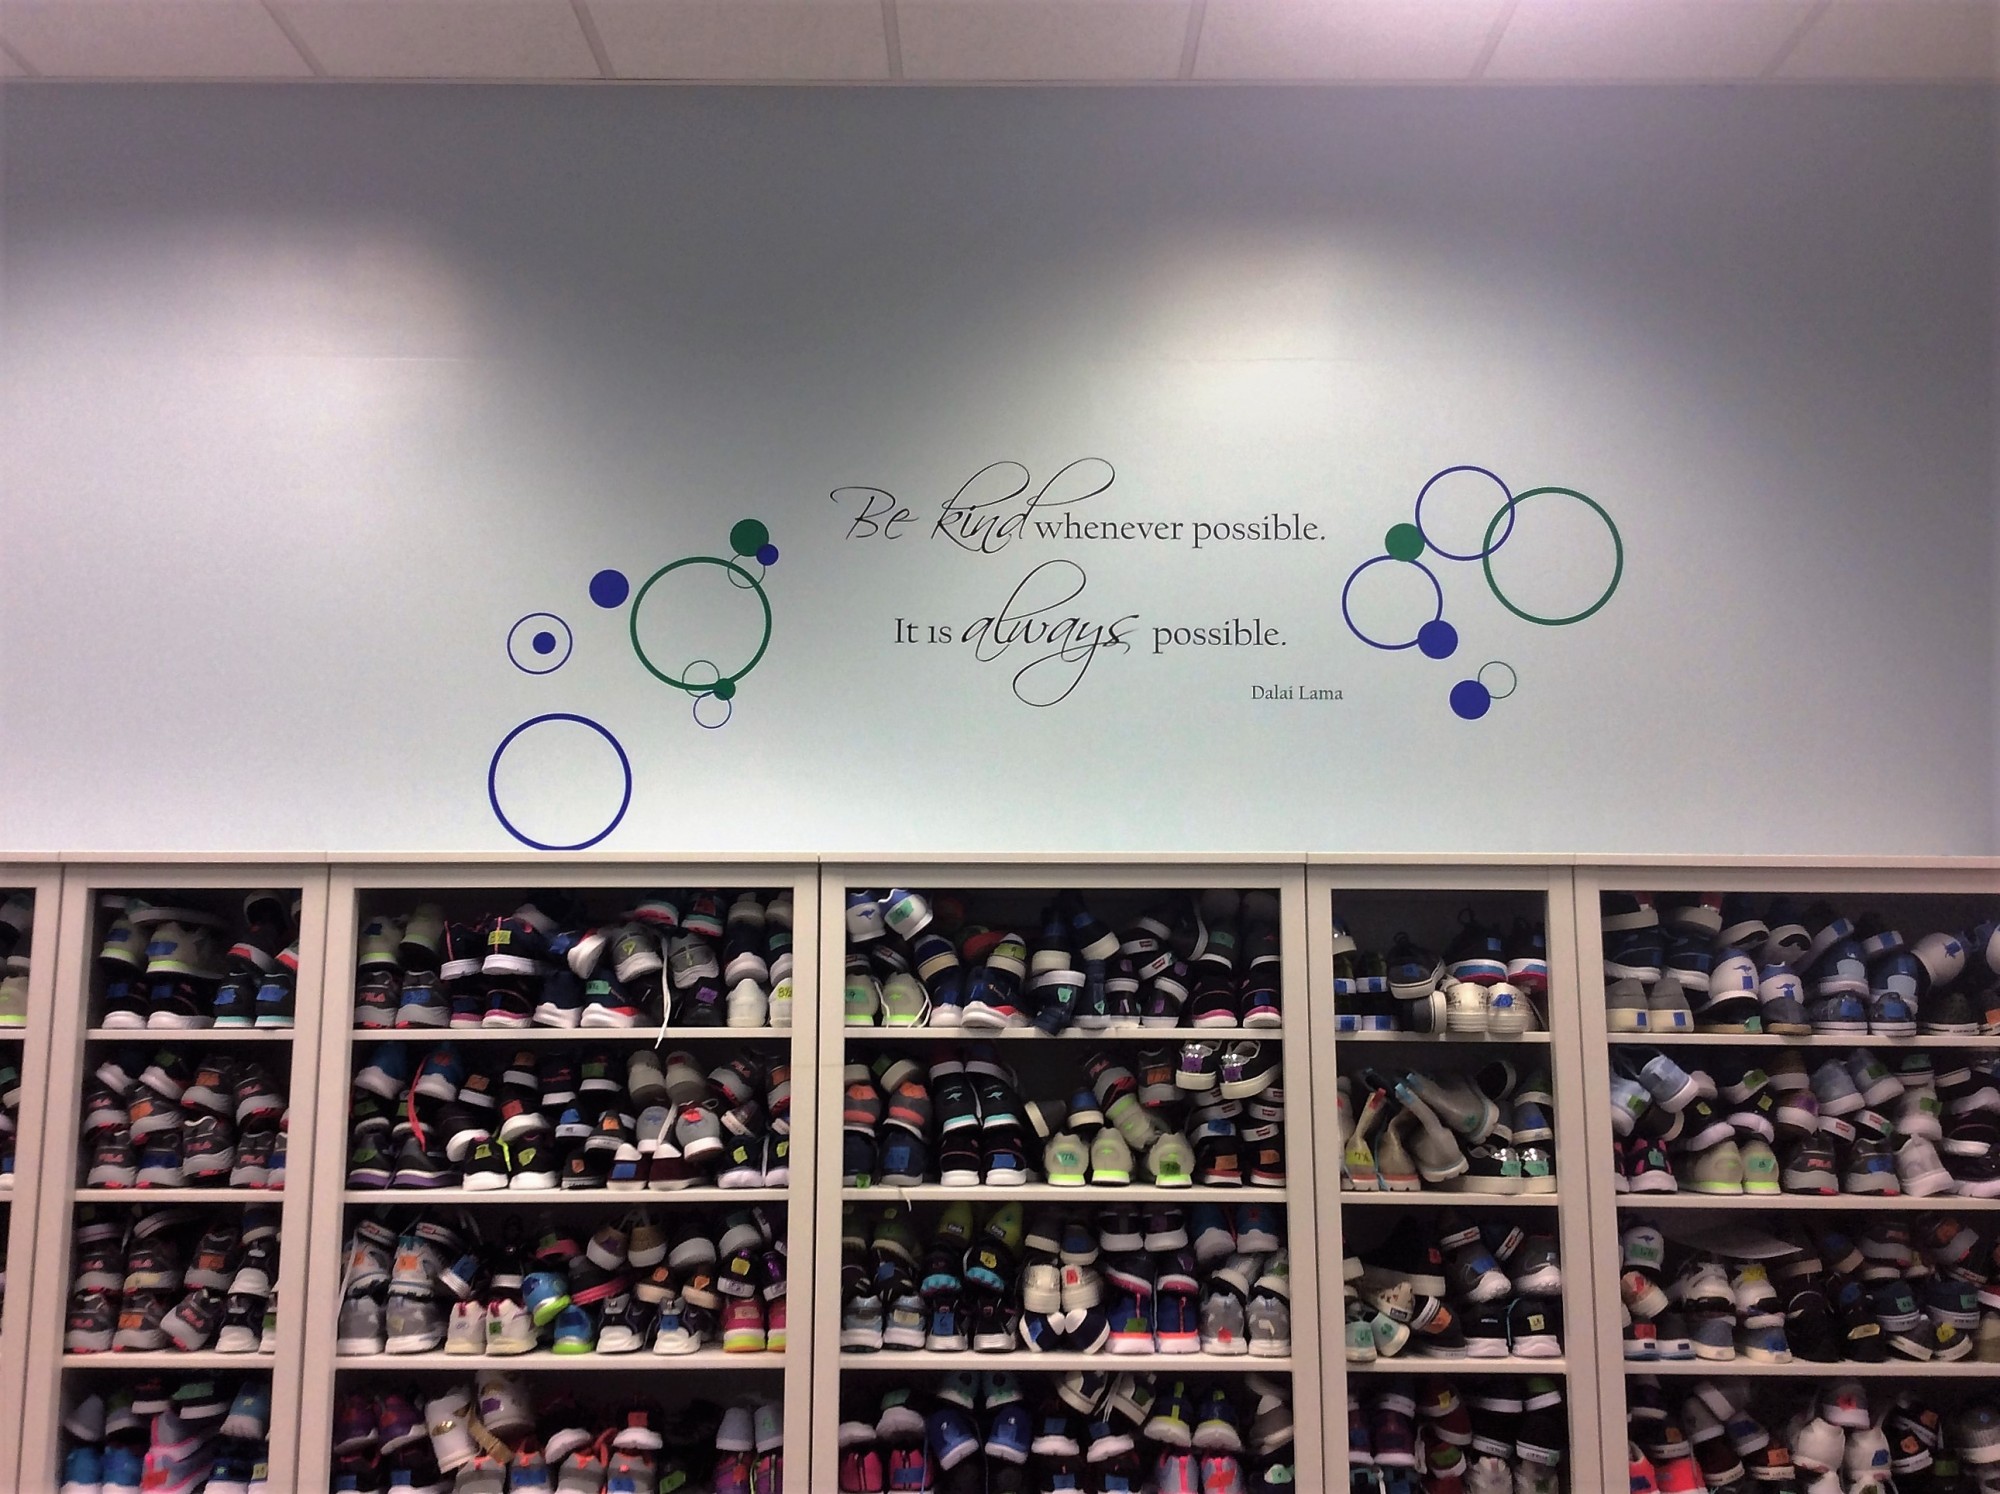 Be kind whenever possible.
It is always possible.
Dalai Lama